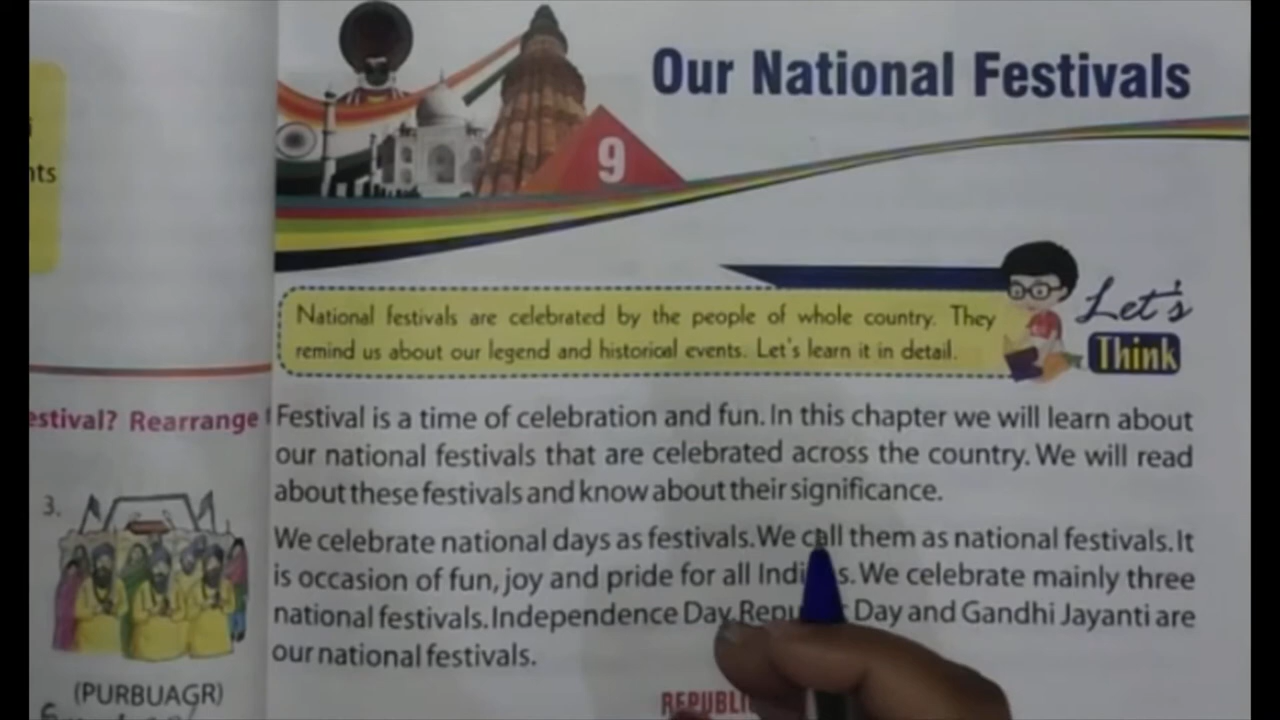 Our National Festivals
9
nts
National festivals are celebrated by the people of whole country. They
remind us about our legend and historical events. Let's learn it in detail.
Let's
Think
estival? Rearrange
3.
(PURBUAGR)
Festival is a time of celebration and fun. In this chapter we will learn about
our national festivals that are celebrated across the country. We will read
about these festivals and know about their significance.
We celebrate national days as festivals. We call them as national festivals. It
is occasion of fun, joy and pride for all Indi s. We celebrate mainly three
national festivals. Independence Day, Repu Day and Gandhi Jayanti are
our national festivals.
REPUBLI